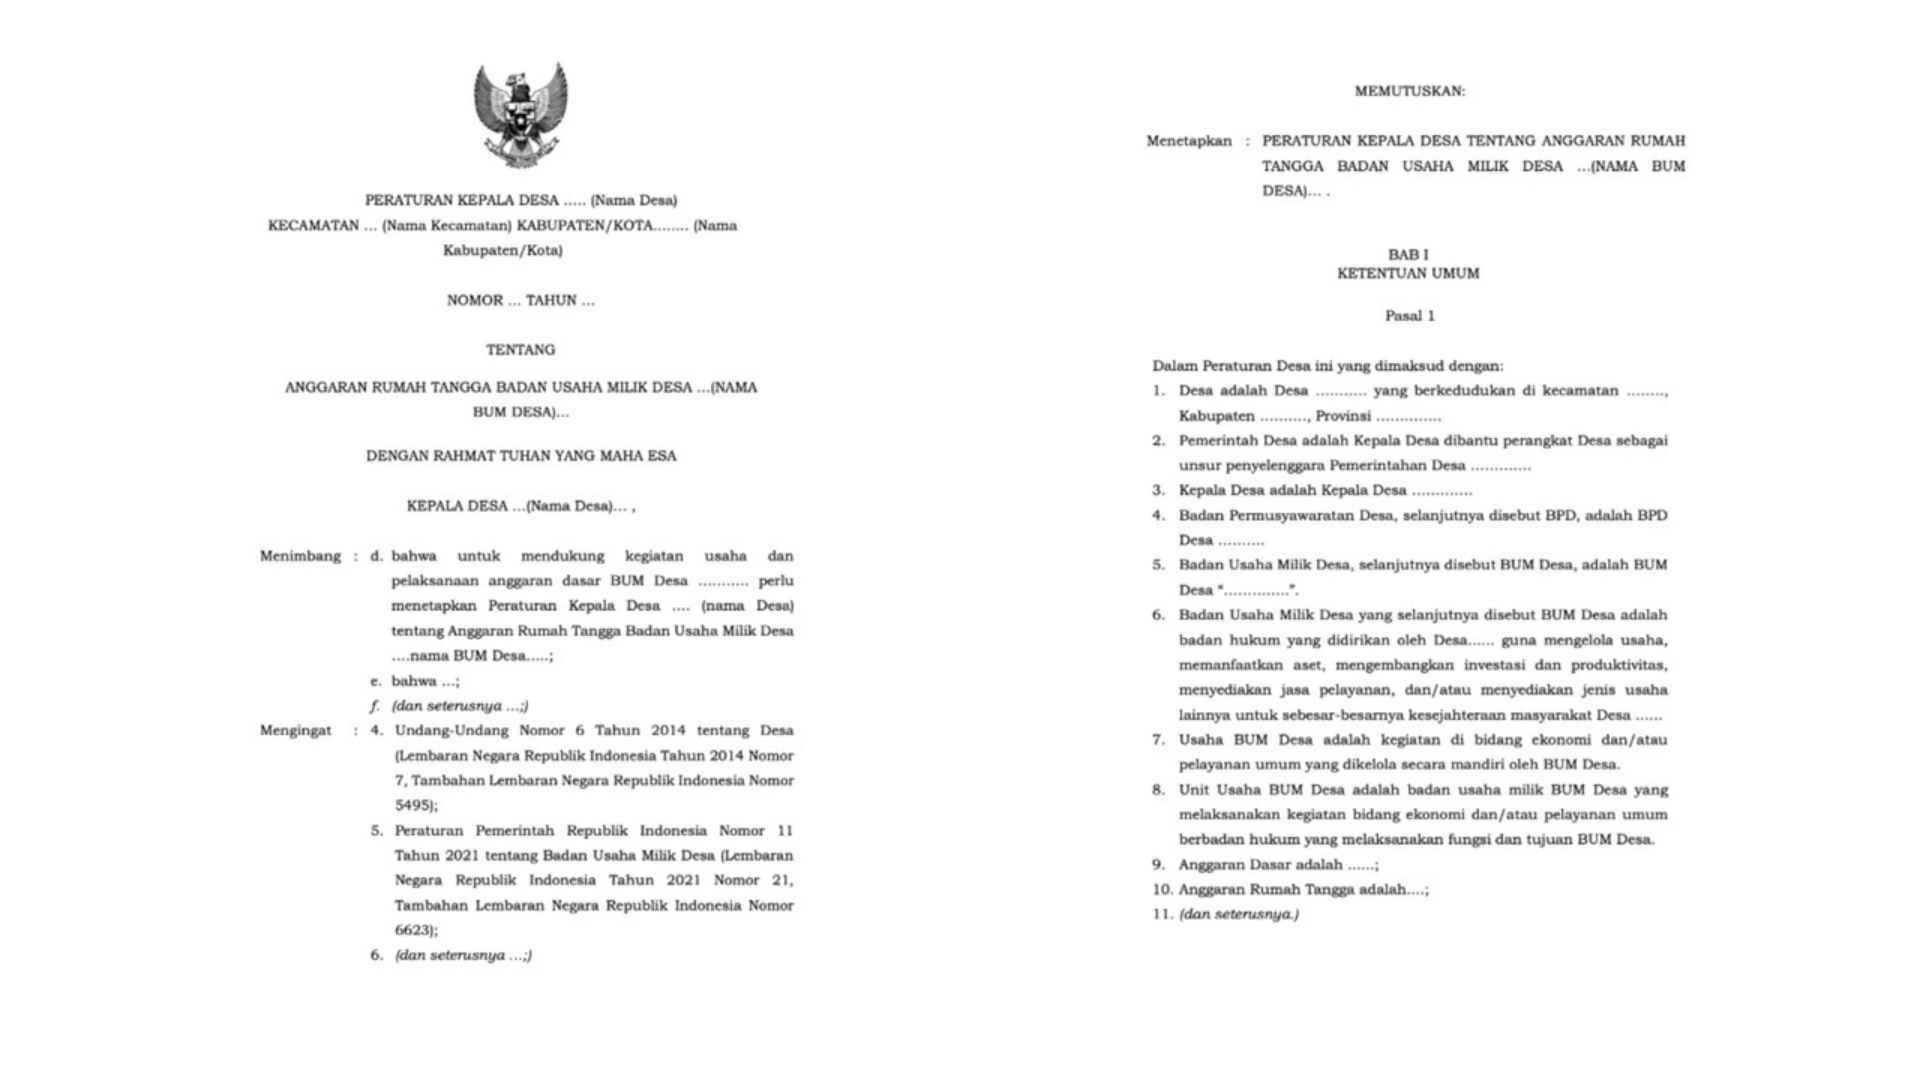 PERATURAN KEPALA DESA ..... (Nama Desa)
KECAMATAN ... (Nama Kecamatan) KABUPATEN/KOTA........ (Nama
Kabupaten/Kota)
NOMOR ... TAHUN ...
TENTANG
ANGGARAN RUMAH TANGGA BADAN USAHA MILIK DESA ...(NAMA
BUM DESA)...
DENGAN RAHMAT TUHAN YANG MAHA ESA
KEPALA DESA ...(Nama Desa)... ,
Menimbang : d. bahwa untuk mendukung kegiatan usaha dan
pelaksanaan anggaran dasar BUM Desa ........... perlu
menetapkan Peraturan Kepala Desa .... (nama Desa)
tentang Anggaran Rumah Tangga Badan Usaha Milik Desa
....nama BUM Desa.....;
e. bahwa ...;
f. (dan seterusnya ...;)
Mengingat : 4. Undang-Undang Nomor 6 Tahun 2014 tentang Desa
(Lembaran Negara Republik Indonesia Tahun 2014 Nomor
7, Tambahan Lembaran Negara Republik Indonesia Nomor
5495);
5. Peraturan Pemerintah Republik Indonesia Nomor 11
Tahun 2021 tentang Badan Usaha Milik Desa (Lembaran
Negara Republik Indonesia Tahun 2021 Nomor 21,
Tambahan Lembaran Negara Republik Indonesia Nomor
6623);
6. (dan seterusnya ...;)
MEMUTUSKAN:
Menetapkan : PERATURAN KEPALA DESA TENTANG ANGGARAN RUMAH
TANGGA BADAN USAHA MILIK DESA ...(NAMA BUM
DESA)... .
BAB I
KETENTUAN UMUM
Pasal 1
Dalam Peraturan Desa ini yang dimaksud dengan:
1. Desa adalah Desa ........... yang berkedudukan di kecamatan ........,
Kabupaten .........., Provinsi ..............
2. Pemerintah Desa adalah Kepala Desa dibantu perangkat Desa sebagai
unsur penyelenggara Pemerintahan Desa .............
3. Kepala Desa adalah Kepala Desa .............
4. Badan Permusyawaratan Desa, selanjutnya disebut BPD, adalah BPD
Desa ..........
5. Badan Usaha Milik Desa, selanjutnya disebut BUM Desa, adalah BUM
Desa “..............”.
6. Badan Usaha Milik Desa yang selanjutnya disebut BUM Desa adalah
badan hukum yang didirikan oleh Desa...... guna mengelola usaha,
memanfaatkan aset, mengembangkan investasi dan produktivitas,
menyediakan jasa pelayanan, dan/atau menyediakan jenis usaha
lainnya untuk sebesar-besarnya kesejahteraan masyarakat Desa ......
7. Usaha BUM Desa adalah kegiatan di bidang ekonomi dan/atau
pelayanan umum yang dikelola secara mandiri oleh BUM Desa.
8. Unit Usaha BUM Desa adalah badan usaha milik BUM Desa yang
melaksanakan kegiatan bidang ekonomi dan/atau pelayanan umum
berbadan hukum yang melaksanakan fungsi dan tujuan BUM Desa.
9. Anggaran Dasar adalah ......;
10. Anggaran Rumah Tangga adalah....;
11. (dan seterusnya.)